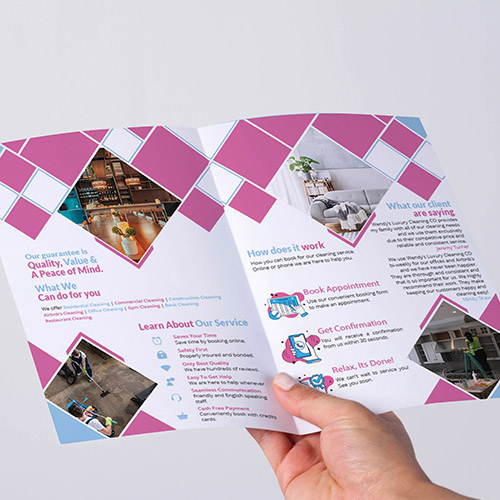 Our guarantee is
Quality, Value &
A Peace of Mind.
What We
Can do for you
We offer Residential Cleaning | Commercial Cleaning | Construction Cleaning
Airbnb's Cleaning | Office Cleaning | Gym Cleaning | Bank Cleaning
Restaurant Cleaning
Learn About Our Service
Saves Your Time
Save time by booking online.
Safety First
Properly insured and bonded.
Only Best Quality
We have hundreds of reviews.
Easy To Get Help
We are here to help whenever
Seamless Communication
Friendly and English speaking
staff.
Cash Free Payment
Conveniently book with credits
cards.
How does it work
How you can book for our cleaning service.
Online or phone we are here to help you.
Book Appointment
Use our convenient booking form
to make an appointment.
Get Confirmation
You will receive a confirmation
from us within 30 seconds.
Relax, Its Done!
We can't wait to service you!
See you soon.
What our client
are saying
Wendy's Luxury Cleaning CO provides
my family with all of our cleaning needs
and we use them exclusively
due to their competitive price and
reliable and consistent service.
Jeremy Turner
We use Wendy's Luxury Cleaning CO
bi-weekly for our offices and Airbnb's
and we have never been happier.
They are thorough and consistent and
that is so important for us. We Highly
recommend their work. They make
keeping our customers happy and
cleaning easy!
Mindy Shaw